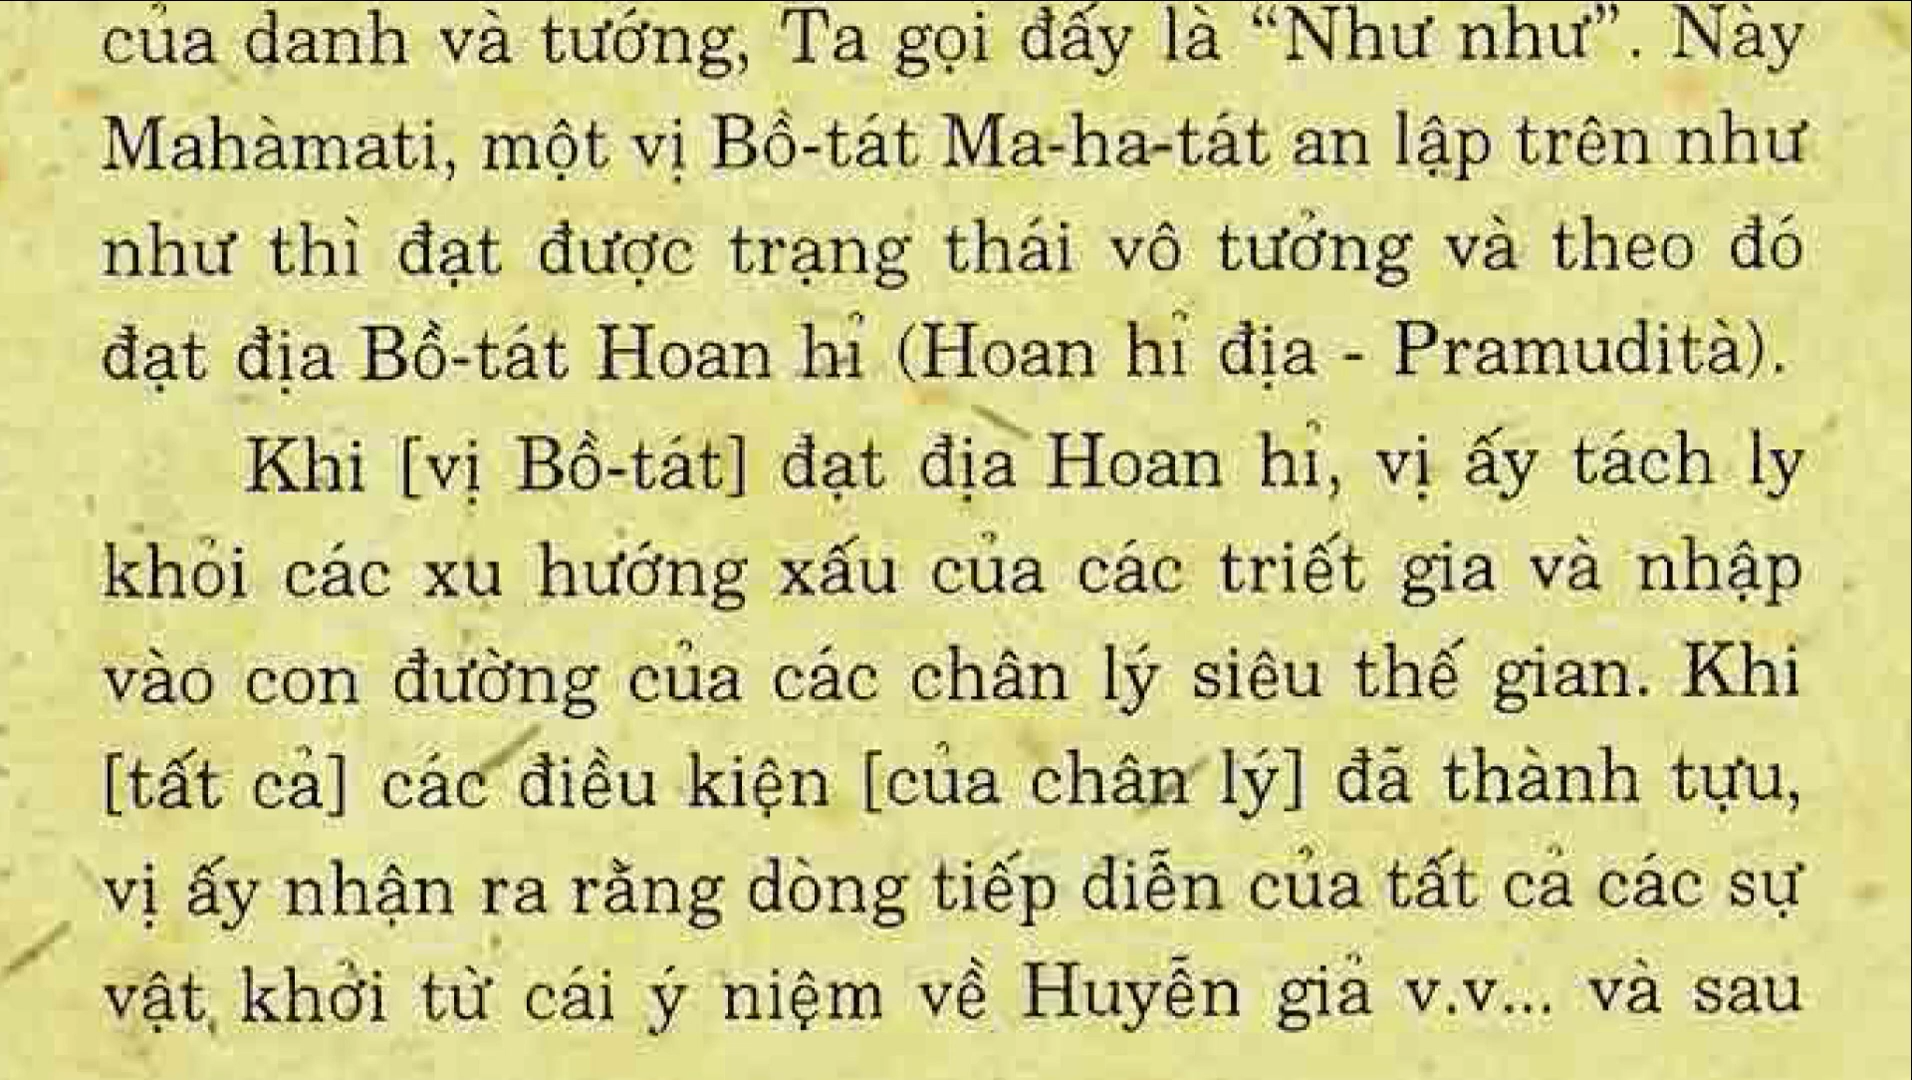 của danh và tướng, Ta gọi đấy là “Như như”. Này
Mahàmati, một vị Bồ-tát Ma-ha-tát an lập trên như
như thì đạt được trạng thái vô tưởng và theo đó
đạt địa Bồ-tát Hoan hỉ (Hoan hỉ địa - Pramudità).
Khi [vị Bồ-tát] đạt địa Hoan hỉ, vị ấy tách ly
khỏi các xu hướng xấu của các triết gia và nhập
vào con đường của các chân lý siêu thế gian. Khi
[tất cả] các điều kiện [của chân lý] đã thành tựu,
vị ấy nhận ra rằng dòng tiếp diễn của tất cả các sự
vật, khởi từ cái ý niệm về Huyễn giả v.v... và sau